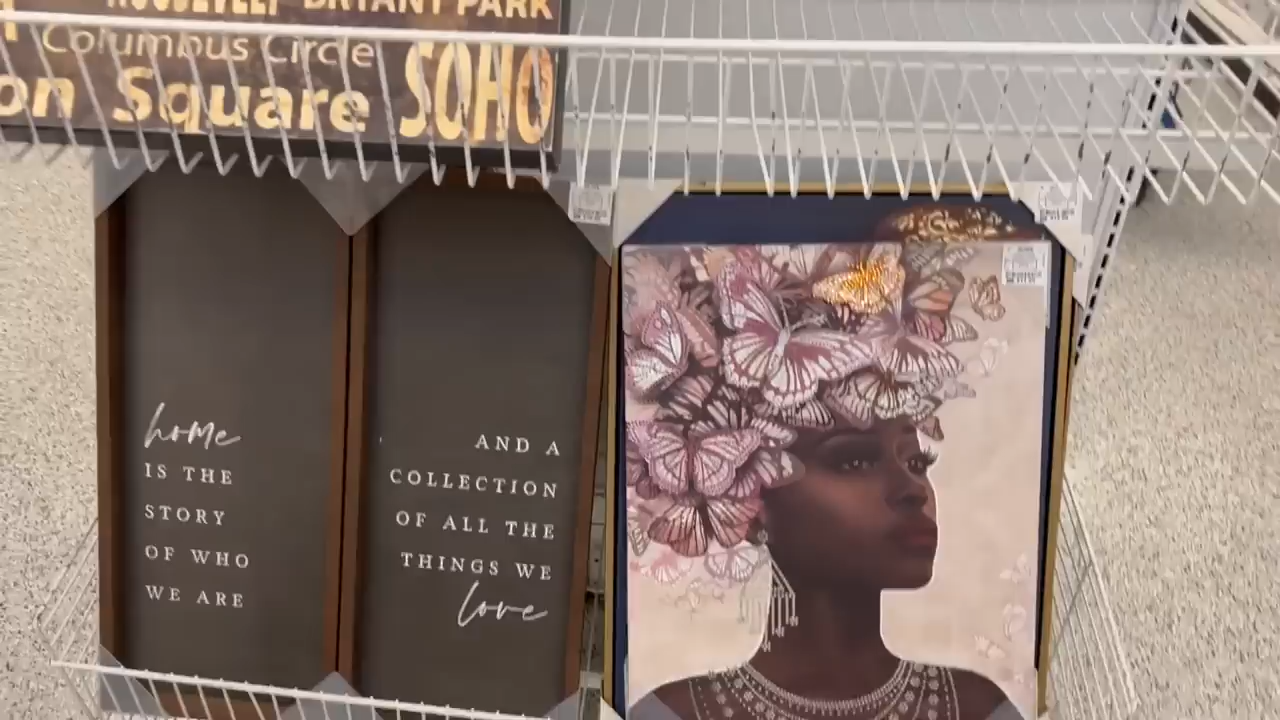 BRYANT PARK
Columbus Circle
on Square SOHO
home
IS THE
STORY
OF WHO
WE ARE
AND A
COLLECTION
OF ALL THE
THINGS WE
love